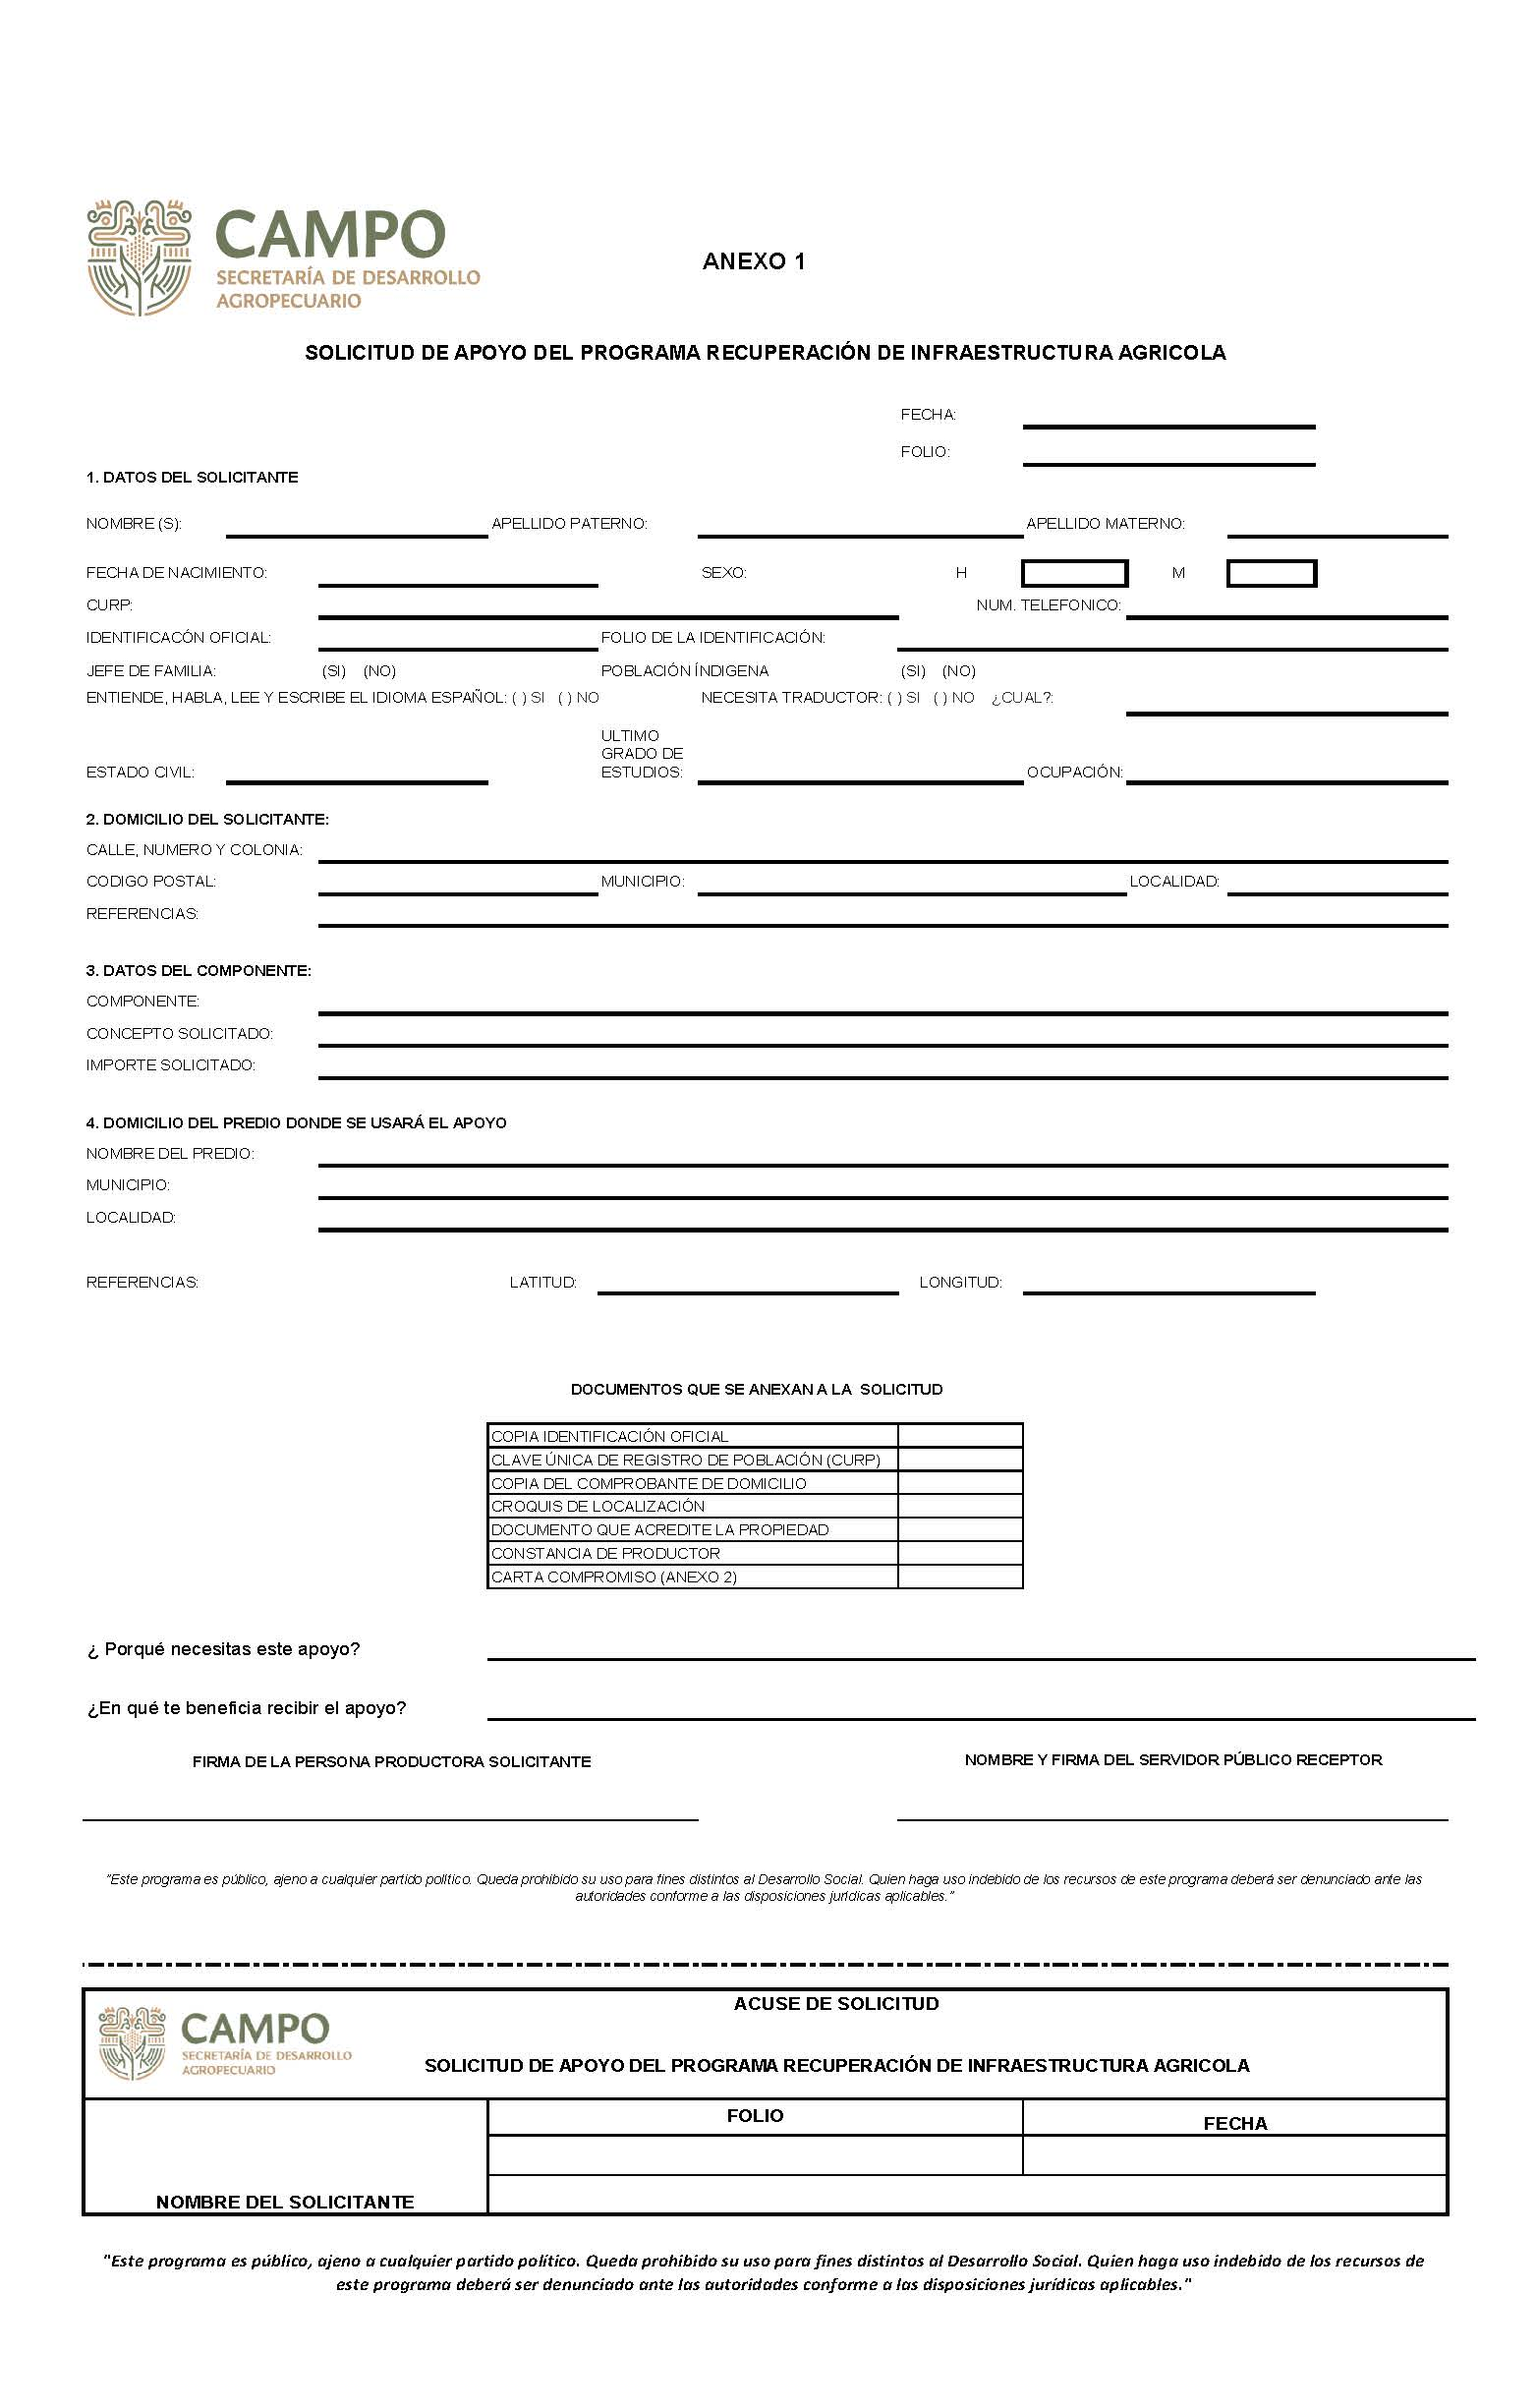 CAMPO
SECRETARÍA DE DESARROLLO
AGROPECUARIO
ANEXO 1
SOLICITUD DE APOYO DEL PROGRAMA RECUPERACIÓN DE INFRAESTRUCTURA AGRICOLA
FECHA:
FOLIO:
1. DATOS DEL SOLICITANTE
NOMBRE (S): APELLIDO PATERNO: APELLIDO MATERNO:
FECHA DE NACIMIENTO: SEXO: H M
CURP: NUM. TELEFONICO:
IDENTIFICACÓN OFICIAL: FOLIO DE LA IDENTIFICACIÓN:
JEFE DE FAMILIA: (SI) (NO) POBLACIÓN ÍNDIGENA (SI) (NO)
ENTIENDE, HABLA, LEE Y ESCRIBE EL IDIOMA ESPAÑOL: ( ) SI ( ) NO NECESITA TRADUCTOR: ( ) SI ( ) NO ¿CUAL?:
ESTADO CIVIL: ULTIMO GRADO DE ESTUDIOS: OCUPACIÓN:
2. DOMICILIO DEL SOLICITANTE:
CALLE, NUMERO Y COLONIA:
CODIGO POSTAL: MUNICIPIO: LOCALIDAD:
REFERENCIAS:
3. DATOS DEL COMPONENTE:
COMPONENTE:
CONCEPTO SOLICITADO:
IMPORTE SOLICITADO:
4. DOMICILIO DEL PREDIO DONDE SE USARÁ EL APOYO
NOMBRE DEL PREDIO:
MUNICIPIO:
LOCALIDAD:
REFERENCIAS: LATITUD: LONGITUD:
DOCUMENTOS QUE SE ANEXAN A LA SOLICITUD
COPIA IDENTIFICACIÓN OFICIAL
CLAVE ÚNICA DE REGISTRO DE POBLACIÓN (CURP)
COPIA DEL COMPROBANTE DE DOMICILIO
CROQUIS DE LOCALIZACIÓN
DOCUMENTO QUE ACREDITE LA PROPIEDAD
CONSTANCIA DE PRODUCTOR
CARTA COMPROMISO (ANEXO 2)
¿ Porqué necesitas este apoyo?
¿En qué te beneficia recibir el apoyo?
FIRMA DE LA PERSONA PRODUCTORA SOLICITANTE NOMBRE Y FIRMA DEL SERVIDOR PÚBLICO RECEPTOR
"Este programa es público, ajeno a cualquier partido político. Queda prohibido su uso para fines distintos al Desarrollo Social. Quien haga uso indebido de los recursos de este programa deberá ser denunciado ante las
autoridades conforme a las disposiciones jurídicas aplicables."
CAMPO
SECRETARÍA DE DESARROLLO
AGROPECUARIO
ACUSE DE SOLICITUD
SOLICITUD DE APOYO DEL PROGRAMA RECUPERACIÓN DE INFRAESTRUCTURA AGRICOLA
FOLIO FECHA
NOMBRE DEL SOLICITANTE
"Este programa es público, ajeno a cualquier partido político. Queda prohibido su uso para fines distintos al Desarrollo Social. Quien haga uso indebido de los recursos de
este programa deberá ser denunciado ante las autoridades conforme a las disposiciones jurídicas aplicables."